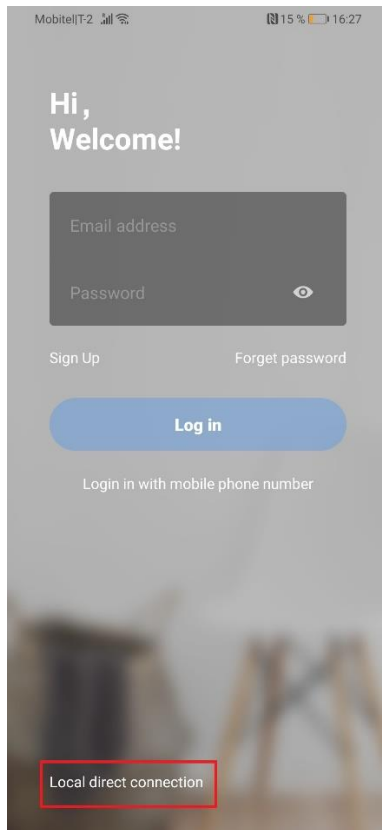 Mobitel|T-2 15 % 16:27
Hi,
Welcome!
Email address
Password
Sign Up Forget password
Log in
Login in with mobile phone number
Local direct connection